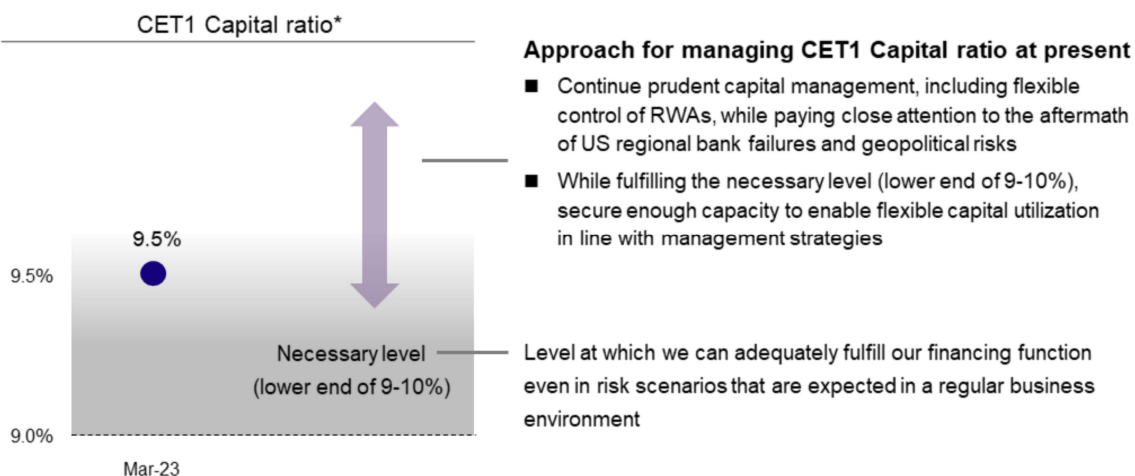 CET1 Capital ratio*
9.5%
9.5%
Necessary level
(lower end of 9-10%)
9.0%
Mar-23
Approach for managing CET1 Capital ratio at present
■ Continue prudent capital management, including flexible
control of RWAs, while paying close attention to the aftermath
of US regional bank failures and geopolitical risks
■ While fulfilling the necessary level (lower end of 9-10%),
secure enough capacity to enable flexible capital utilization
in line with management strategies
Level at which we can adequately fulfill our financing function
even in risk scenarios that are expected in a regular business
environment